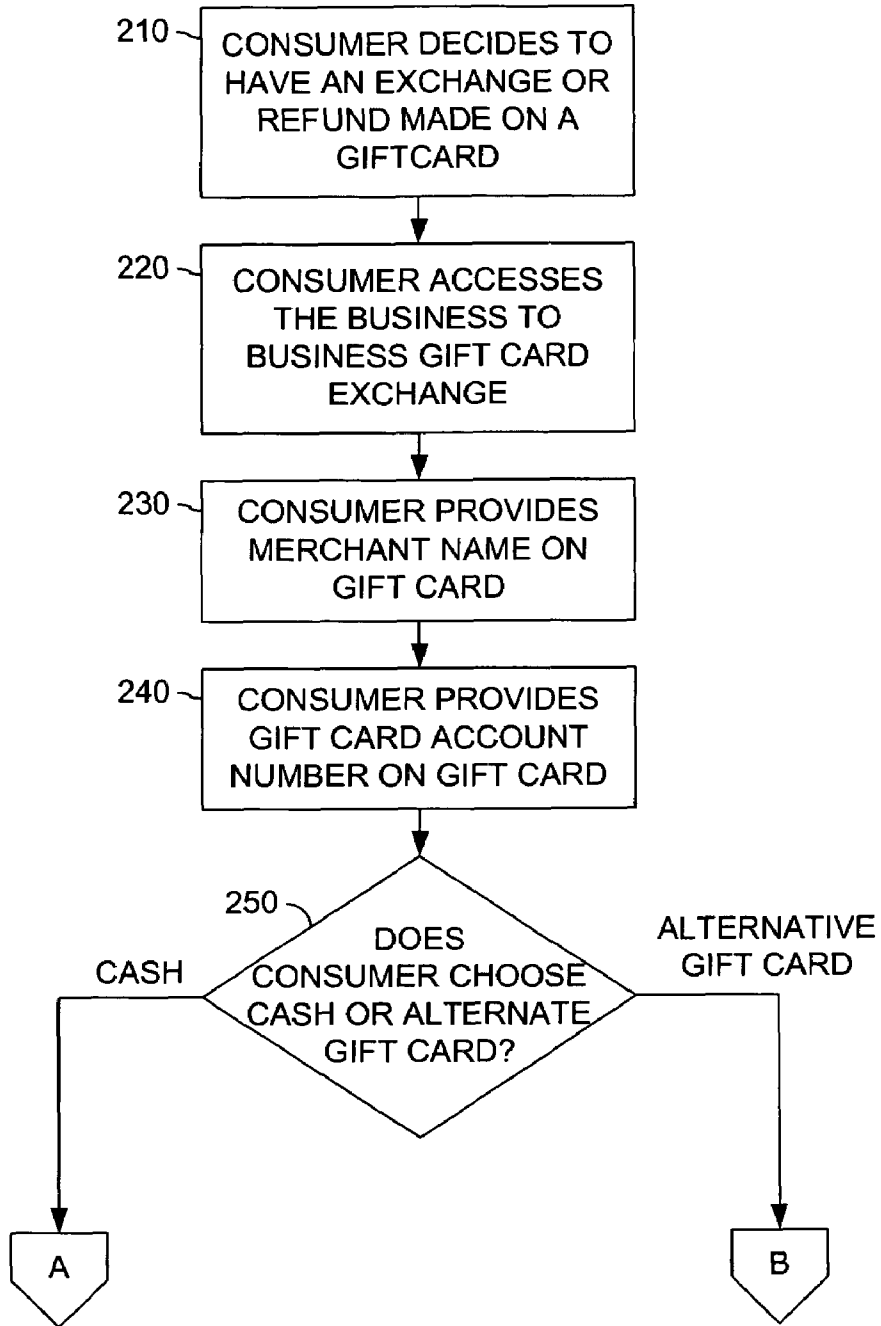 210
CONSUMER DECIDES TO
HAVE AN EXCHANGE OR
REFUND MADE ON A
GIFTCARD
220
CONSUMER ACCESSES
THE BUSINESS TO
BUSINESS GIFT CARD
EXCHANGE
230
CONSUMER PROVIDES
MERCHANT NAME ON
GIFT CARD
240
CONSUMER PROVIDES
GIFT CARD ACCOUNT
NUMBER ON GIFT CARD
250
DOES
CONSUMER CHOOSE
CASH OR ALTERNATE
GIFT CARD?
CASH
ALTERNATIVE
GIFT CARD
A
B